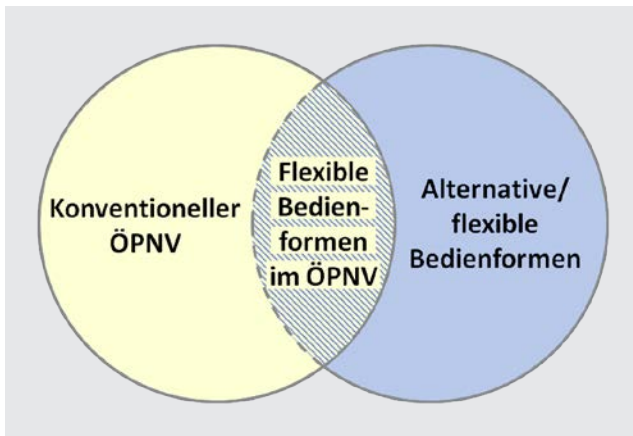 Konventioneller
ÖPNV
Flexible
Bedien-
formen
im ÖPNV
Alternative/
flexible
Bedienformen